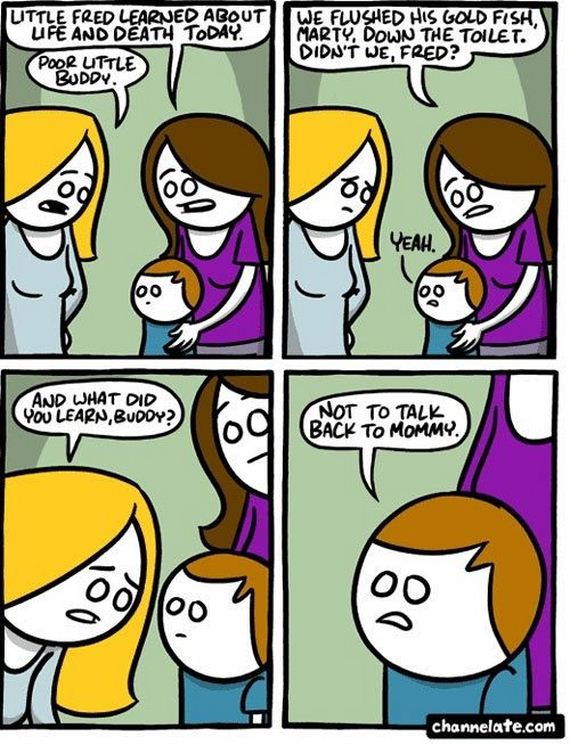 LITTLE FRED LEARNED ABOUT
LIFE AND DEATH TODAY.
POOR LITTLE
BUDDY.
WE FLUSHED HIS GOLD FISH,
MARTY, DOWN THE TOILET.
DIDN'T WE, FRED?
YEAH.
AND WHAT DID
YOU LEARN, BUDDY?
NOT TO TALK
BACK TO MOMMY.
channelate.com